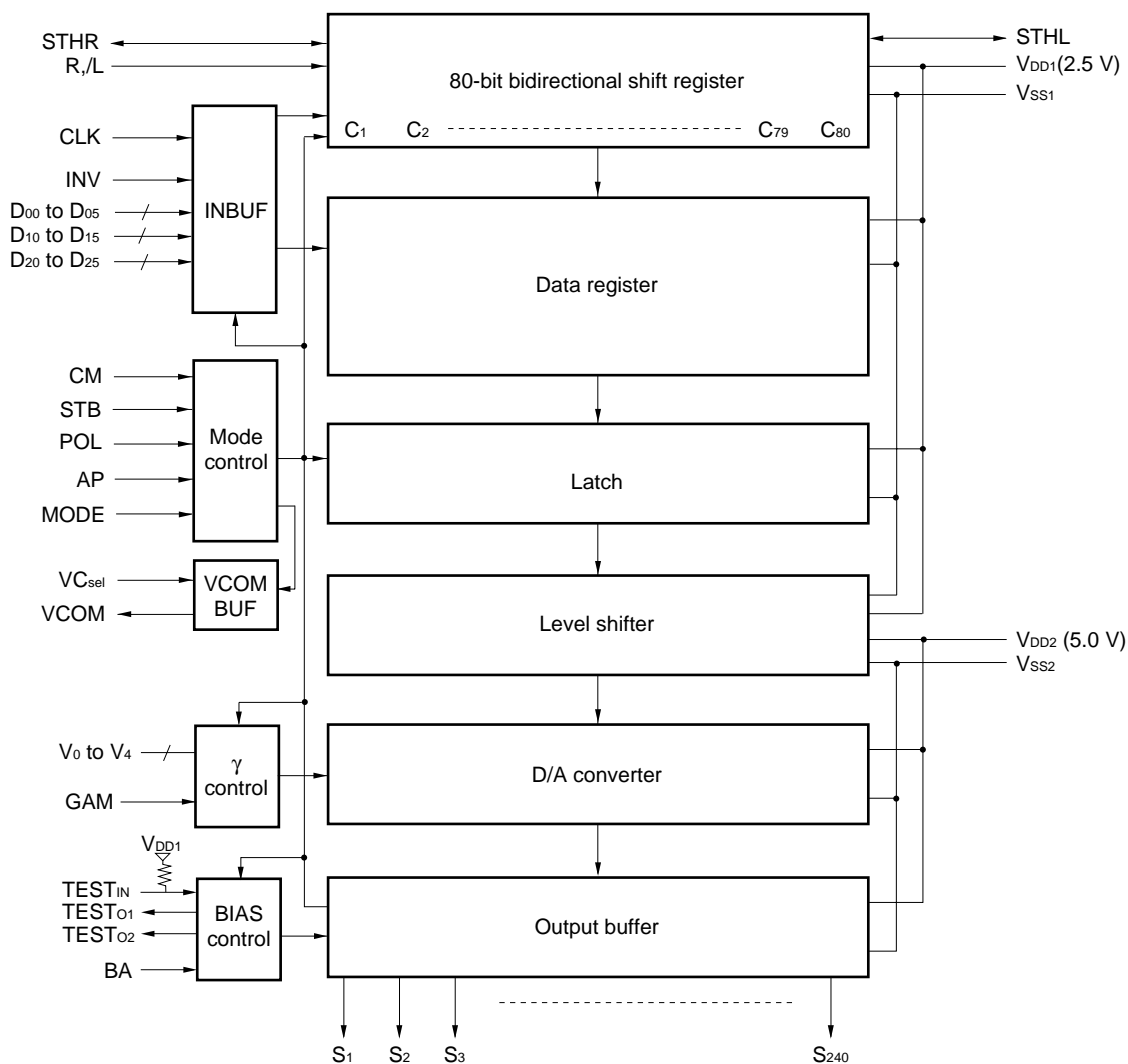 STHR
STHL
R,/L
80-bit bidirectional shift register
VDD1(2.5 V)
VSS1
C1 C2 C79 C80
CLK
INV
D00 to D05
D10 to D15
D20 to D25
INBUF
Data register
CM
STB
POL
AP
MODE
Mode
control
Latch
VCsel
VCOM
VCOM
BUF
Level shifter
VDD2 (5.0 V)
VSS2
V0 to V4
GAM
γ
control
D/A converter
VDD1
TESTIN
TESTO1
TESTO2
BA
BIAS
control
Output buffer
S1 S2 S3 S240